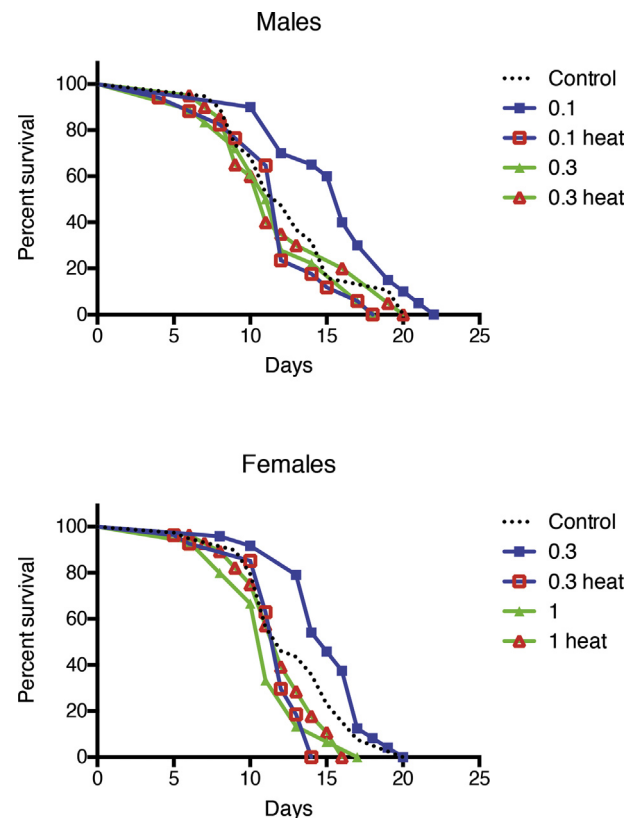 Males
Percent survival
100
80
60
40
20
0
0 5 10 15 20 25
Days
Control
0.1
0.1 heat
0.3
0.3 heat
Females
Percent survival
100
80
60
40
20
0
0 5 10 15 20 25
Days
Control
0.3
0.3 heat
1
1 heat